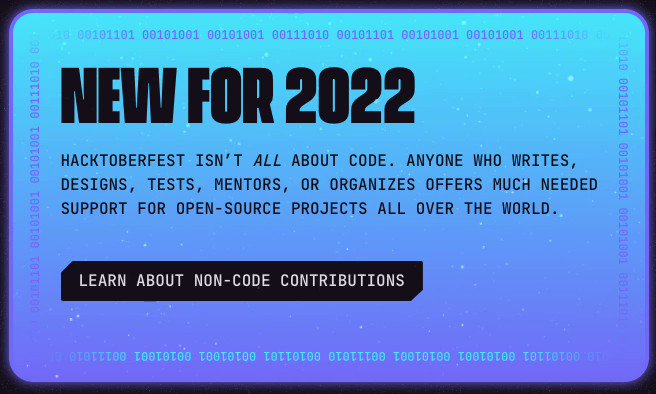 00101101 00101001 00101001 00111010 00101101 00101001 00101001 00111010
NEW FOR 2022
HACKTOBERFEST ISN'T ALL ABOUT CODE. ANYONE WHO WRITES,
DESIGNS, TESTS, MENTORS, OR ORGANIZES OFFERS MUCH NEEDED
SUPPORT FOR OPEN-SOURCE PROJECTS ALL OVER THE WORLD.
LEARN ABOUT NON-CODE CONTRIBUTIONS